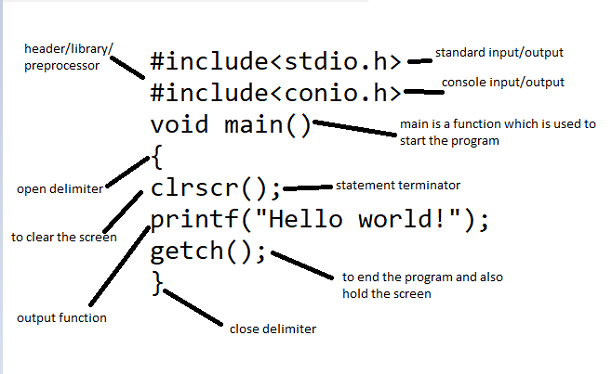 header/library/
preprocessor
#include<stdio.h>
standard input/output
#include<conio.h>
console input/output
void main()
main is a function which is used to
start the program
{
open delimiter
clrscr();
statement terminator
to clear the screen
printf("Hello world!");
getch();
to end the program and also
hold the screen
output function
}
close delimiter